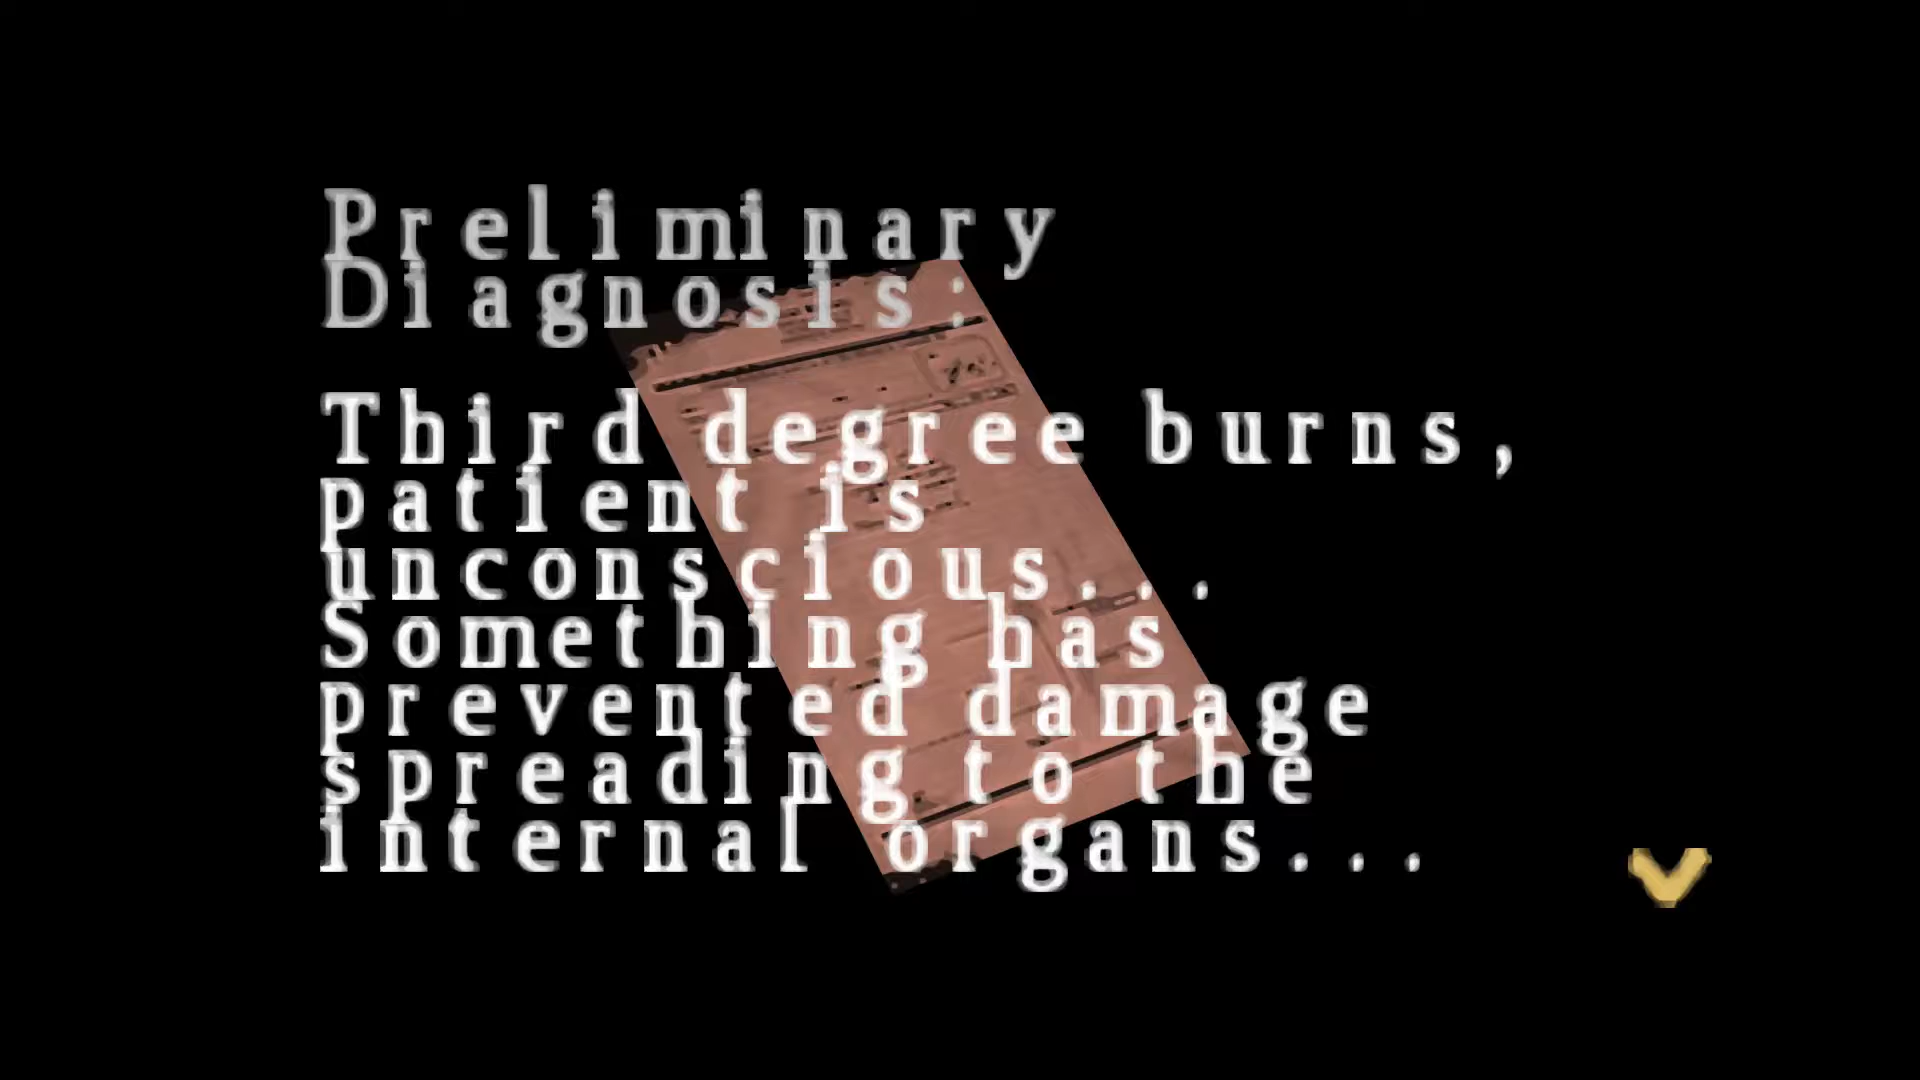 Preliminary
Diagnosis:
Third degree burns,
patient is
unconscious...
Something has
prevented damage
spreading to the
internal organs...